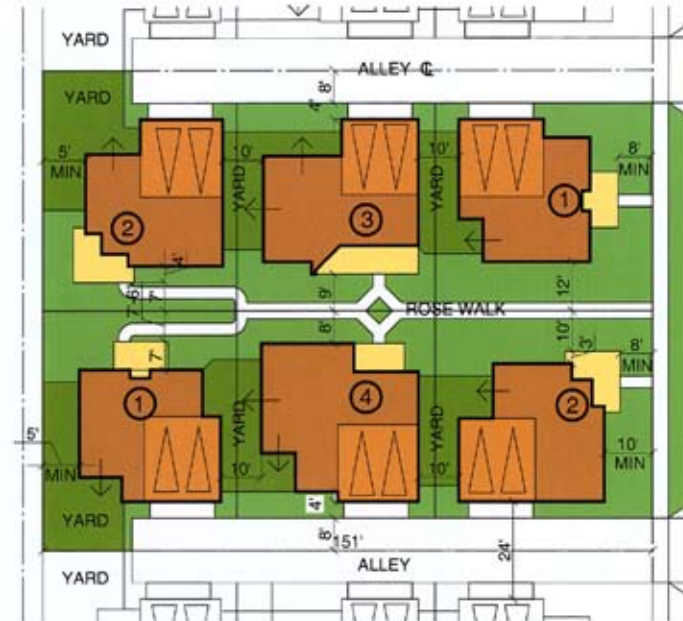 YARD
ALLEY ℄
YARD
8'
4'
5'
MIN
10'
10'
8'
MIN
YARD
YARD
2
3
1
4'
7'
6'
7'
9'
12'
ROSE WALK
7'
8'
10'
3'
7'
8'
MIN
1
4
2
5'
MIN
YARD
10'
YARD
10'
10'
MIN
4'
YARD
8'
151'
24'
ALLEY
YARD